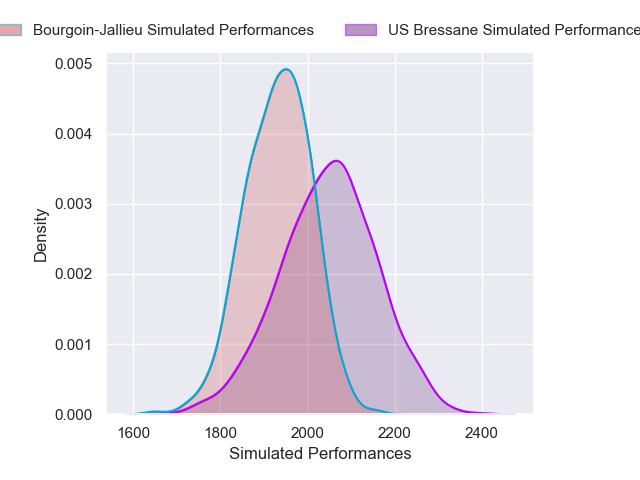 Bourgoin-Jallieu Simulated Performances US Bressane Simulated Performance
0.005
0.004
0.003
0.002
0.001
0.000
Density
1600 1800 2000 2200 2400
Simulated Performances